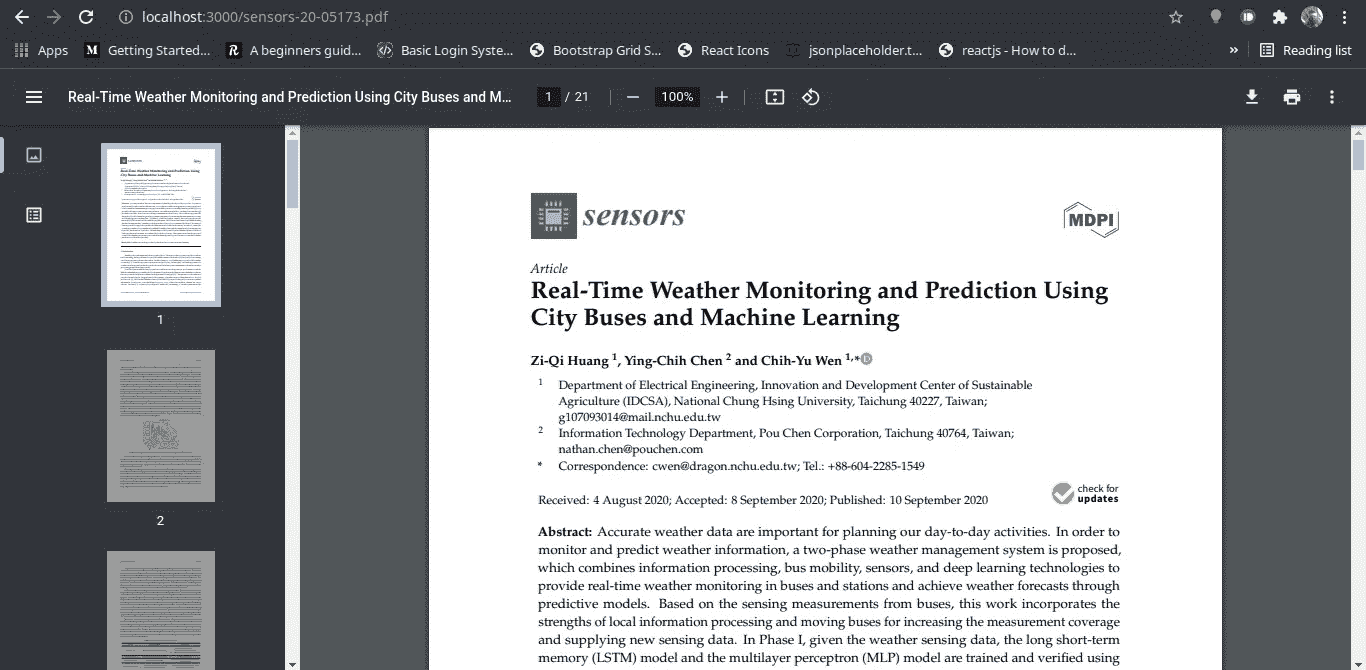 localhost:3000/sensors-20-05173.pdf
Apps
Getting Started...
A beginners guid...
Basic Login Syste...
Bootstrap Grid S...
React Icons
jsonplaceholder.t...
reactjs - How to d...
»
Reading list
Real-Time Weather Monitoring and Prediction Using City Buses and M...
1 / 21
100%
1
2
sensors
MDPI
Article
Real-Time Weather Monitoring and Prediction Using
City Buses and Machine Learning
Zi-Qi Huang 1, Ying-Chih Chen 2 and Chih-Yu Wen 1,* iD
1 Department of Electrical Engineering, Innovation and Development Center of Sustainable
Agriculture (IDCSA), National Chung Hsing University, Taichung 40227, Taiwan;
g107093014@mail.nchu.edu.tw
2 Information Technology Department, Pou Chen Corporation, Taichung 40764, Taiwan;
nathan.chen@pouchen.com
* Correspondence: cwen@dragon.nchu.edu.tw; Tel.: +88-604-2285-1549
check for
updates
Received: 4 August 2020; Accepted: 8 September 2020; Published: 10 September 2020
Abstract: Accurate weather data are important for planning our day-to-day activities. In order to
monitor and predict weather information, a two-phase weather management system is proposed,
which combines information processing, bus mobility, sensors, and deep learning technologies to
provide real-time weather monitoring in buses and stations and achieve weather forecasts through
predictive models. Based on the sensing measurements from buses, this work incorporates the
strengths of local information processing and moving buses for increasing the measurement coverage
and supplying new sensing data. In Phase I, given the weather sensing data, the long short-term
memory (LSTM) model and the multilayer perceptron (MLP) model are trained and verified using